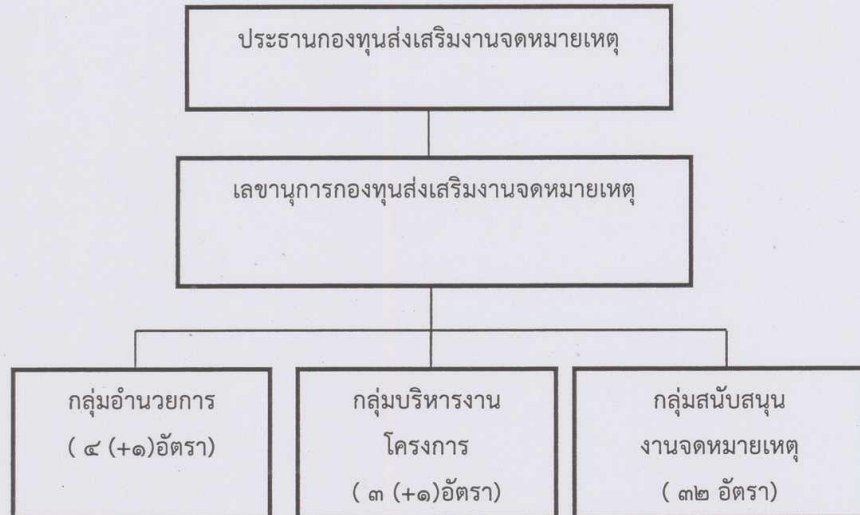 ประธานกองทุนส่งเสริมงานจดหมายเหตุ
เลขานุการกองทุนส่งเสริมงานจดหมายเหตุ
กลุ่มอำนวยการ
( ๔ (+๑)อัตรา)
กลุ่มบริหารงาน
โครงการ
( ๓ (+๑)อัตรา)
กลุ่มสนับสนุน
งานจดหมายเหตุ
( ๓๒ อัตรา)